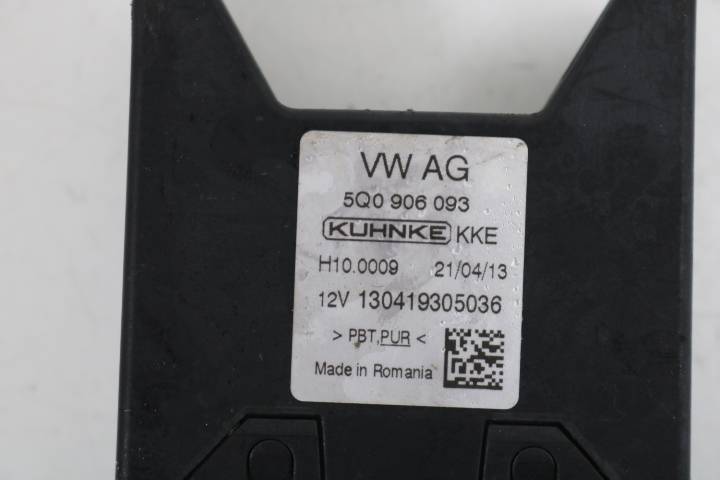 VW AG
5Q0 906 093
KUHNKE KKE
H10.0009 21/04/13
12V 130419305036
> PBT,PUR <
Made in Romania